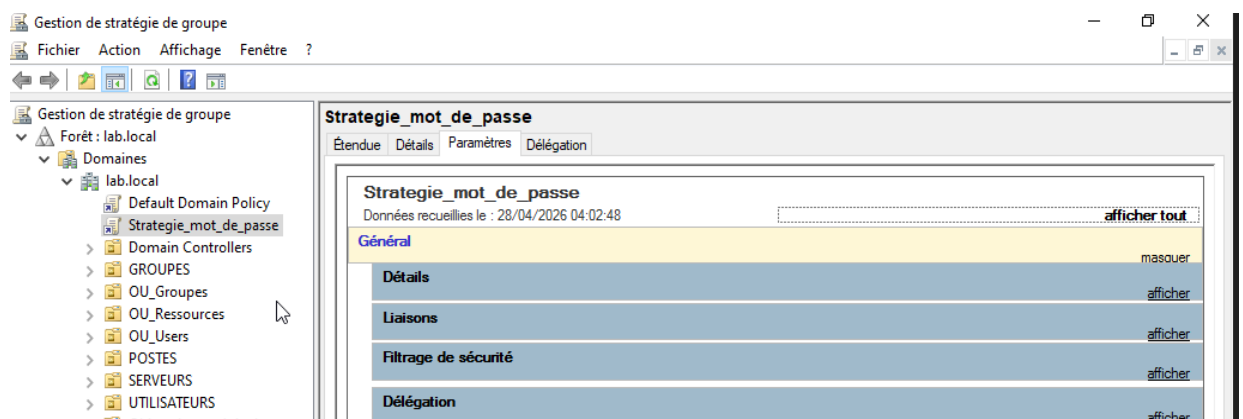 Gestion de stratégie de groupe
Fichier Action Affichage Fenêtre ?
Gestion de stratégie de groupe
Forêt : lab.local
Domaines
lab.local
Default Domain Policy
Strategie_mot_de_passe
Domain Controllers
GROUPES
OU_Groupes
OU_Ressources
OU_Users
POSTES
SERVEURS
UTILISATEURS
Strategie_mot_de_passe
Étendue Détails Paramètres Délégation
Strategie_mot_de_passe
Données recueillies le : 28/04/2026 04:02:48 afficher tout
Général
masquer
Détails
afficher
Liaisons
afficher
Filtrage de sécurité
afficher
Délégation
afficher